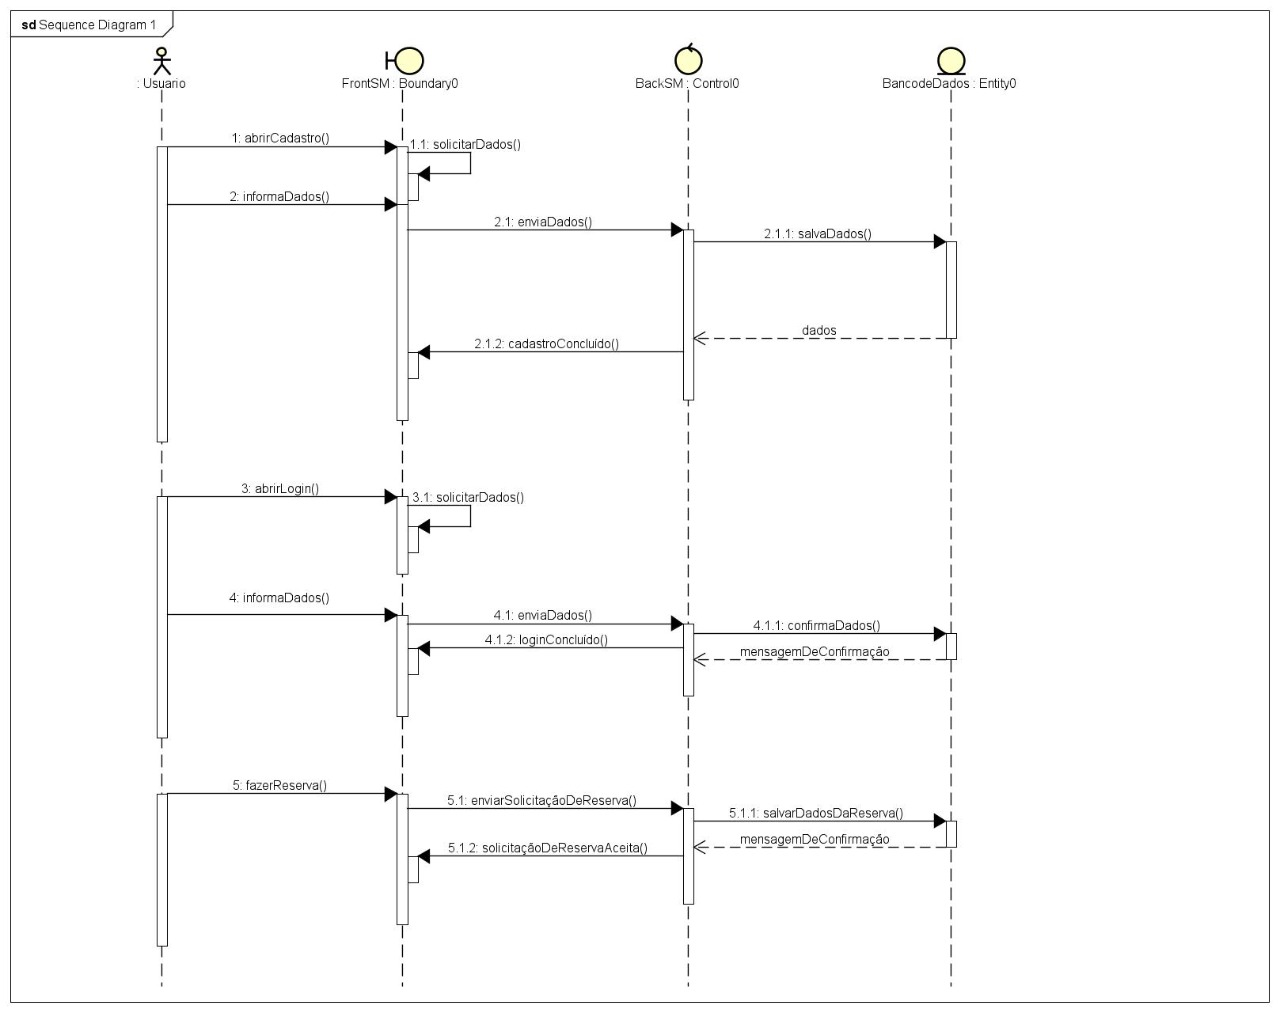 sd Sequence Diagram 1
: Usuario
FrontSM : Boundary0
BackSM : Control0
BancodeDados : Entity0
1: abrirCadastro()
1.1: solicitarDados()
2: informaDados()
2.1: enviaDados()
2.1.1: salvaDados()
dados
2.1.2: cadastroConcluído()
3: abrirLogin()
3.1: solicitarDados()
4: informaDados()
4.1: enviaDados()
4.1.1: confirmaDados()
4.1.2: loginConcluído()
mensagemDeConfirmação
5: fazerReserva()
5.1: enviarSolicitaçãoDeReserva()
5.1.1: salvarDadosDaReserva()
mensagemDeConfirmação
5.1.2: solicitaçãoDeReservaAceita()